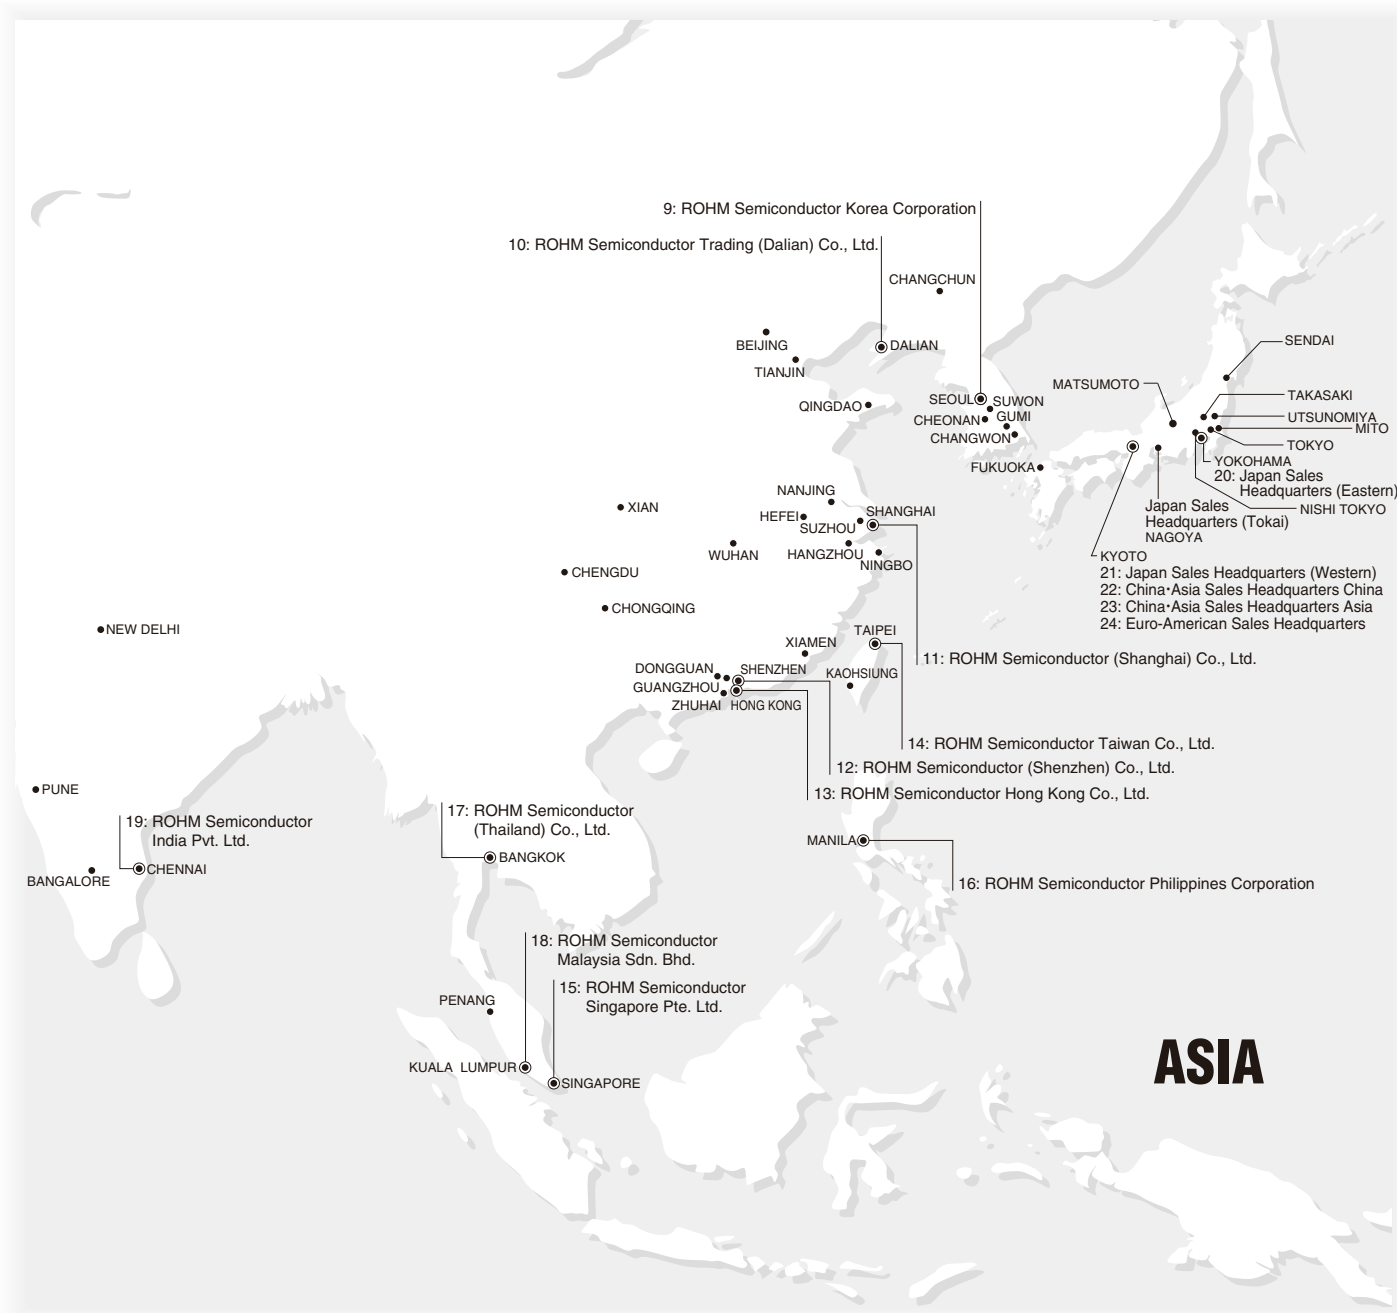 9: ROHM Semiconductor Korea Corporation
10: ROHM Semiconductor Trading (Dalian) Co., Ltd.
CHANGCHUN
BEIJING
TIANJIN
DALIAN
QINGDAO
SEOUL
SUWON
CHEONAN
GUMI
CHANGWON
FUKUOKA
MATSUMOTO
SENDAI
TAKASAKI
UTSUNOMIYA
MITO
TOKYO
YOKOHAMA
20: Japan Sales
Headquarters (Eastern)
NISHI TOKYO
Japan Sales
Headquarters (Tokai)
NAGOYA
KYOTO
21: Japan Sales Headquarters (Western)
22: China・Asia Sales Headquarters China
23: China・Asia Sales Headquarters Asia
24: Euro-American Sales Headquarters
XIAN
NANJING
HEFEI
SUZHOU
SHANGHAI
WUHAN
HANGZHOU
NINGBO
CHENGDU
CHONGQING
NEW DELHI
XIAMEN
TAIPEI
11: ROHM Semiconductor (Shanghai) Co., Ltd.
DONGGUAN
SHENZHEN
KAOHSIUNG
GUANGZHOU
ZHUHAI
HONG KONG
14: ROHM Semiconductor Taiwan Co., Ltd.
12: ROHM Semiconductor (Shenzhen) Co., Ltd.
13: ROHM Semiconductor Hong Kong Co., Ltd.
PUNE
19: ROHM Semiconductor
India Pvt. Ltd.
CHENNAI
BANGALORE
17: ROHM Semiconductor
(Thailand) Co., Ltd.
BANGKOK
MANILA
16: ROHM Semiconductor Philippines Corporation
18: ROHM Semiconductor
Malaysia Sdn. Bhd.
15: ROHM Semiconductor
Singapore Pte. Ltd.
PENANG
KUALA LUMPUR
SINGAPORE
ASIA